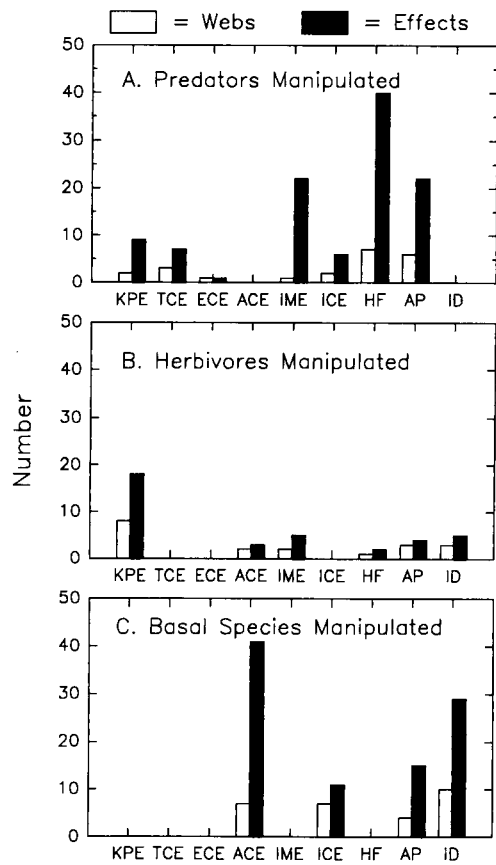 = Webs = Effects
50
A. Predators Manipulated
40
30
20
10
0
KPE TCE ECE ACE IME ICE HF AP ID
50
B. Herbivores Manipulated
40
30
20
10
0
KPE TCE ECE ACE IME ICE HF AP ID
50
C. Basal Species Manipulated
40
30
20
10
0
KPE TCE ECE ACE IME ICE HF AP ID
Number